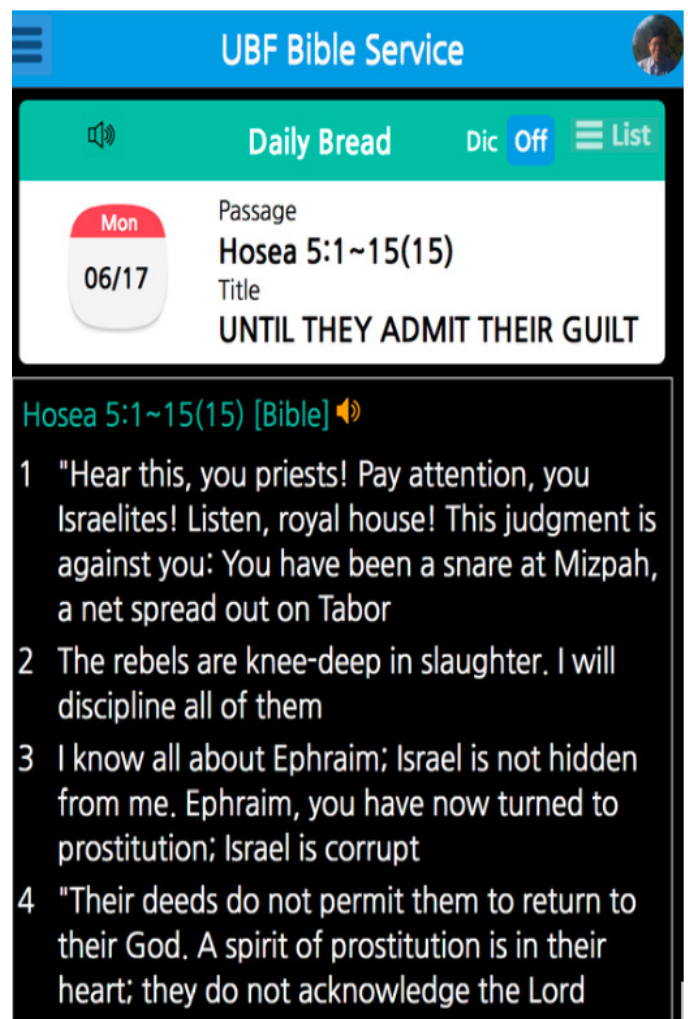 UBF Bible Service
Daily Bread
Dic Off List
Mon
06/17
Passage
Hosea 5:1~15(15)
Title
UNTIL THEY ADMIT THEIR GUILT
Hosea 5:1~15(15) [Bible]
1 "Hear this, you priests! Pay attention, you
Israelites! Listen, royal house! This judgment is
against you: You have been a snare at Mizpah,
a net spread out on Tabor
2 The rebels are knee-deep in slaughter. I will
discipline all of them
3 I know all about Ephraim; Israel is not hidden
from me. Ephraim, you have now turned to
prostitution; Israel is corrupt
4 "Their deeds do not permit them to return to
their God. A spirit of prostitution is in their
heart; they do not acknowledge the Lord